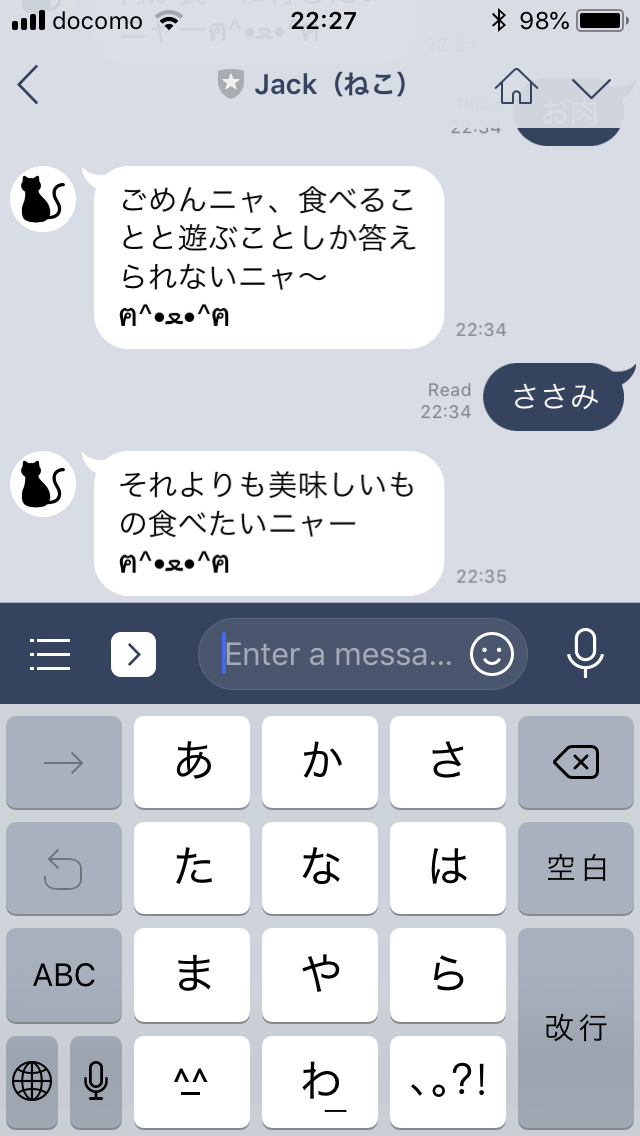 docomo 22:27 98%
22:34
Jack（ねこ）
Read
22:34
お肉
ごめんニャ、食べるこ
とと遊ぶことしか答え
られないニャ〜
ฅ^•ﻌ•^ฅ
22:34
Read
22:34
ささみ
それよりも美味しいも
の食べたいニャー
ฅ^•ﻌ•^ฅ
22:35
Enter a messa...
→ あ か さ
た な は 空白
ABC ま や ら 改行
^^ わ 、。?!